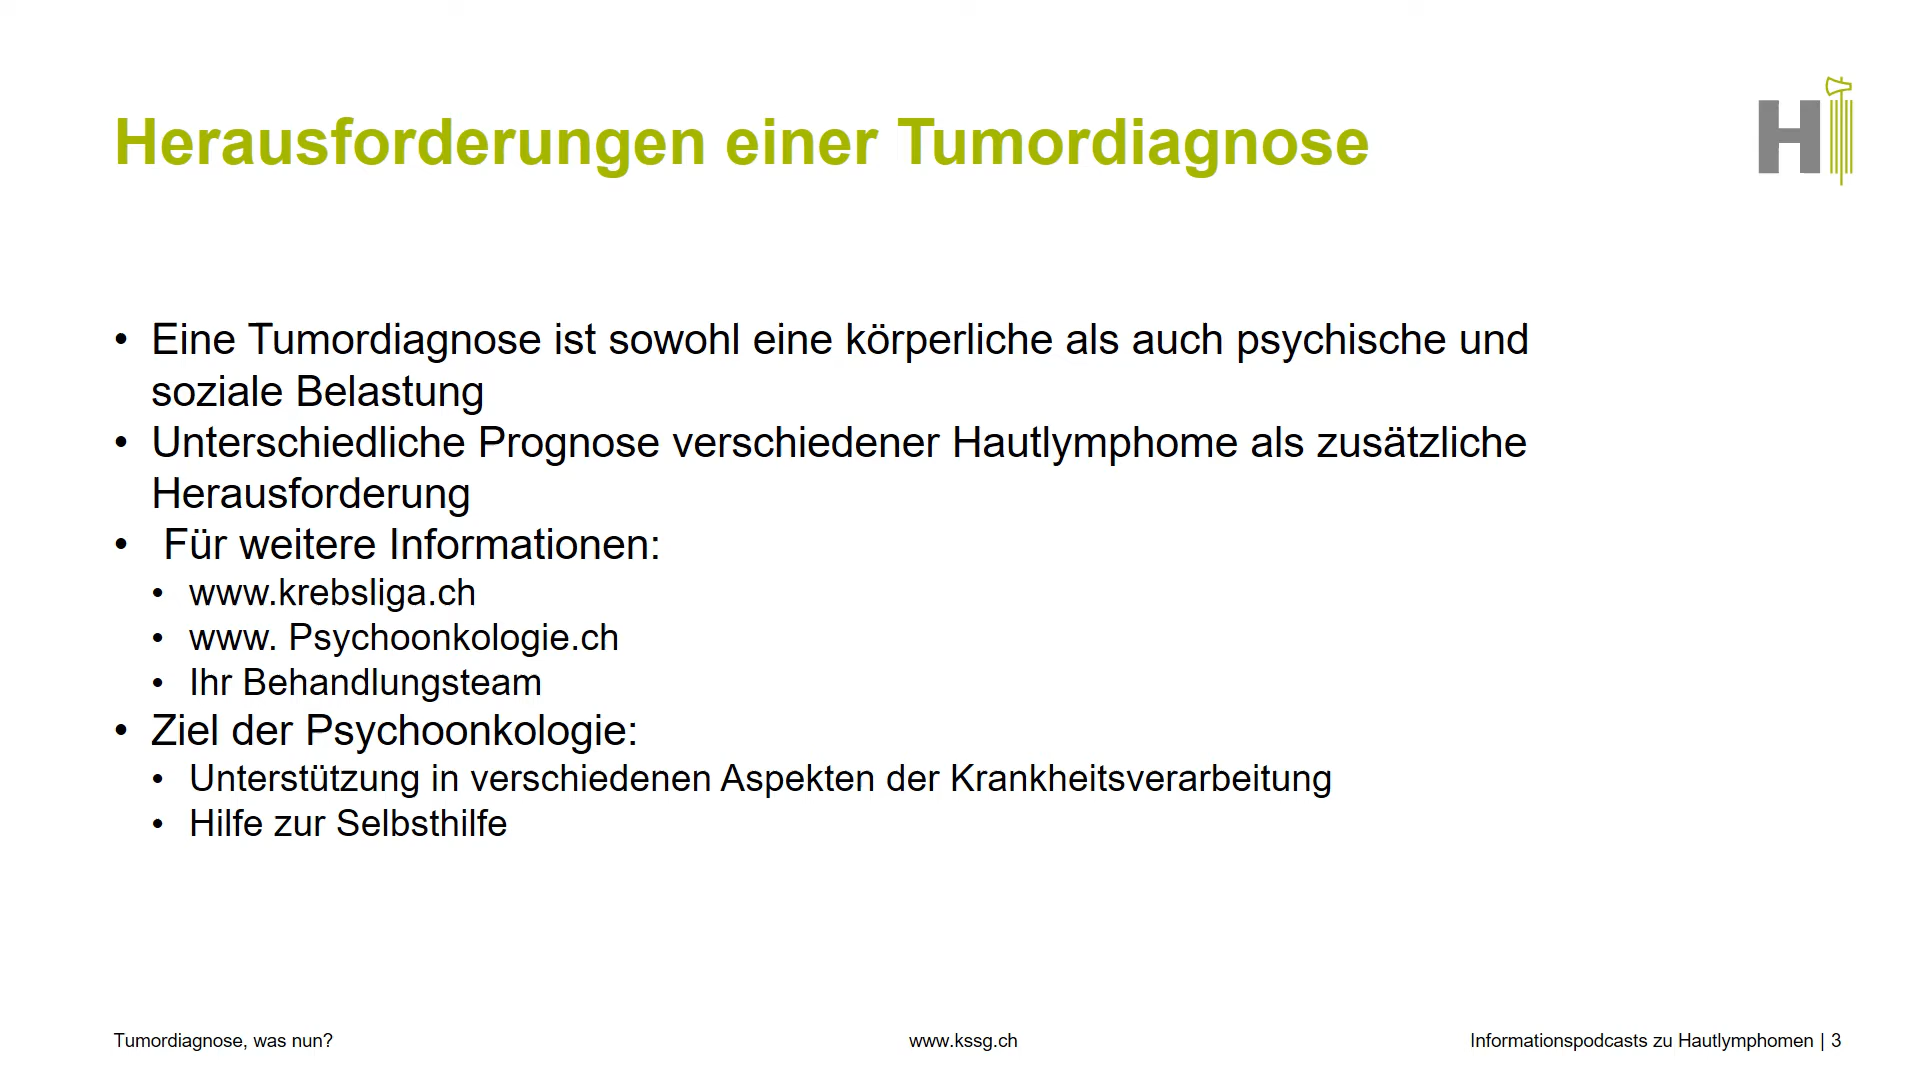 Herausforderungen einer Tumordiagnose
H
• Eine Tumordiagnose ist sowohl eine körperliche als auch psychische und
soziale Belastung
• Unterschiedliche Prognose verschiedener Hautlymphome als zusätzliche
Herausforderung
• Für weitere Informationen:
• www.krebsliga.ch
• www. Psychoonkologie.ch
• Ihr Behandlungsteam
• Ziel der Psychoonkologie:
• Unterstützung in verschiedenen Aspekten der Krankheitsverarbeitung
• Hilfe zur Selbsthilfe
Tumordiagnose, was nun?
www.kssg.ch
Informationspodcasts zu Hautlymphomen | 3